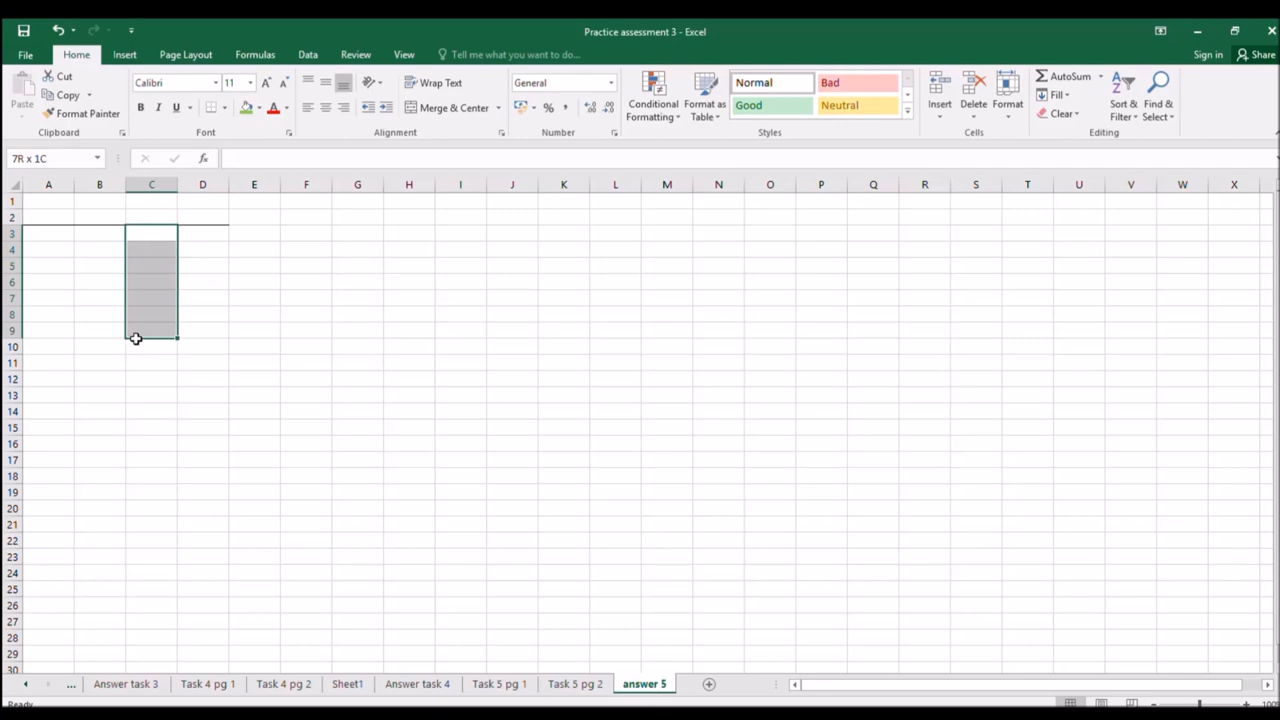 Practice assessment 3 - Excel
File Home Insert Page Layout Formulas Data Review View Tell me what you want to do... Sign in Share
Cut
Copy
Format Painter
Paste
Clipboard
Calibri 11
B I U A
Font
Wrap Text
Merge & Center
Alignment
General
%
Number
Conditional Formatting
Format as Table
Normal Bad
Good Neutral
Styles
Insert Delete Format
Cells
AutoSum
Fill
Clear
Sort & Filter
Find & Select
Editing
7R x 1C fx
A B C D E F G H I J K L M N O P Q R S T U V W X
1
2
3
4
5
6
7
8
9
10
11
12
13
14
15
16
17
18
19
20
21
22
23
24
25
26
27
28
29
30
... Answer task 3 Task 4 pg 1 Task 4 pg 2 Sheet1 Answer task 4 Task 5 pg 1 Task 5 pg 2 answer 5
Ready